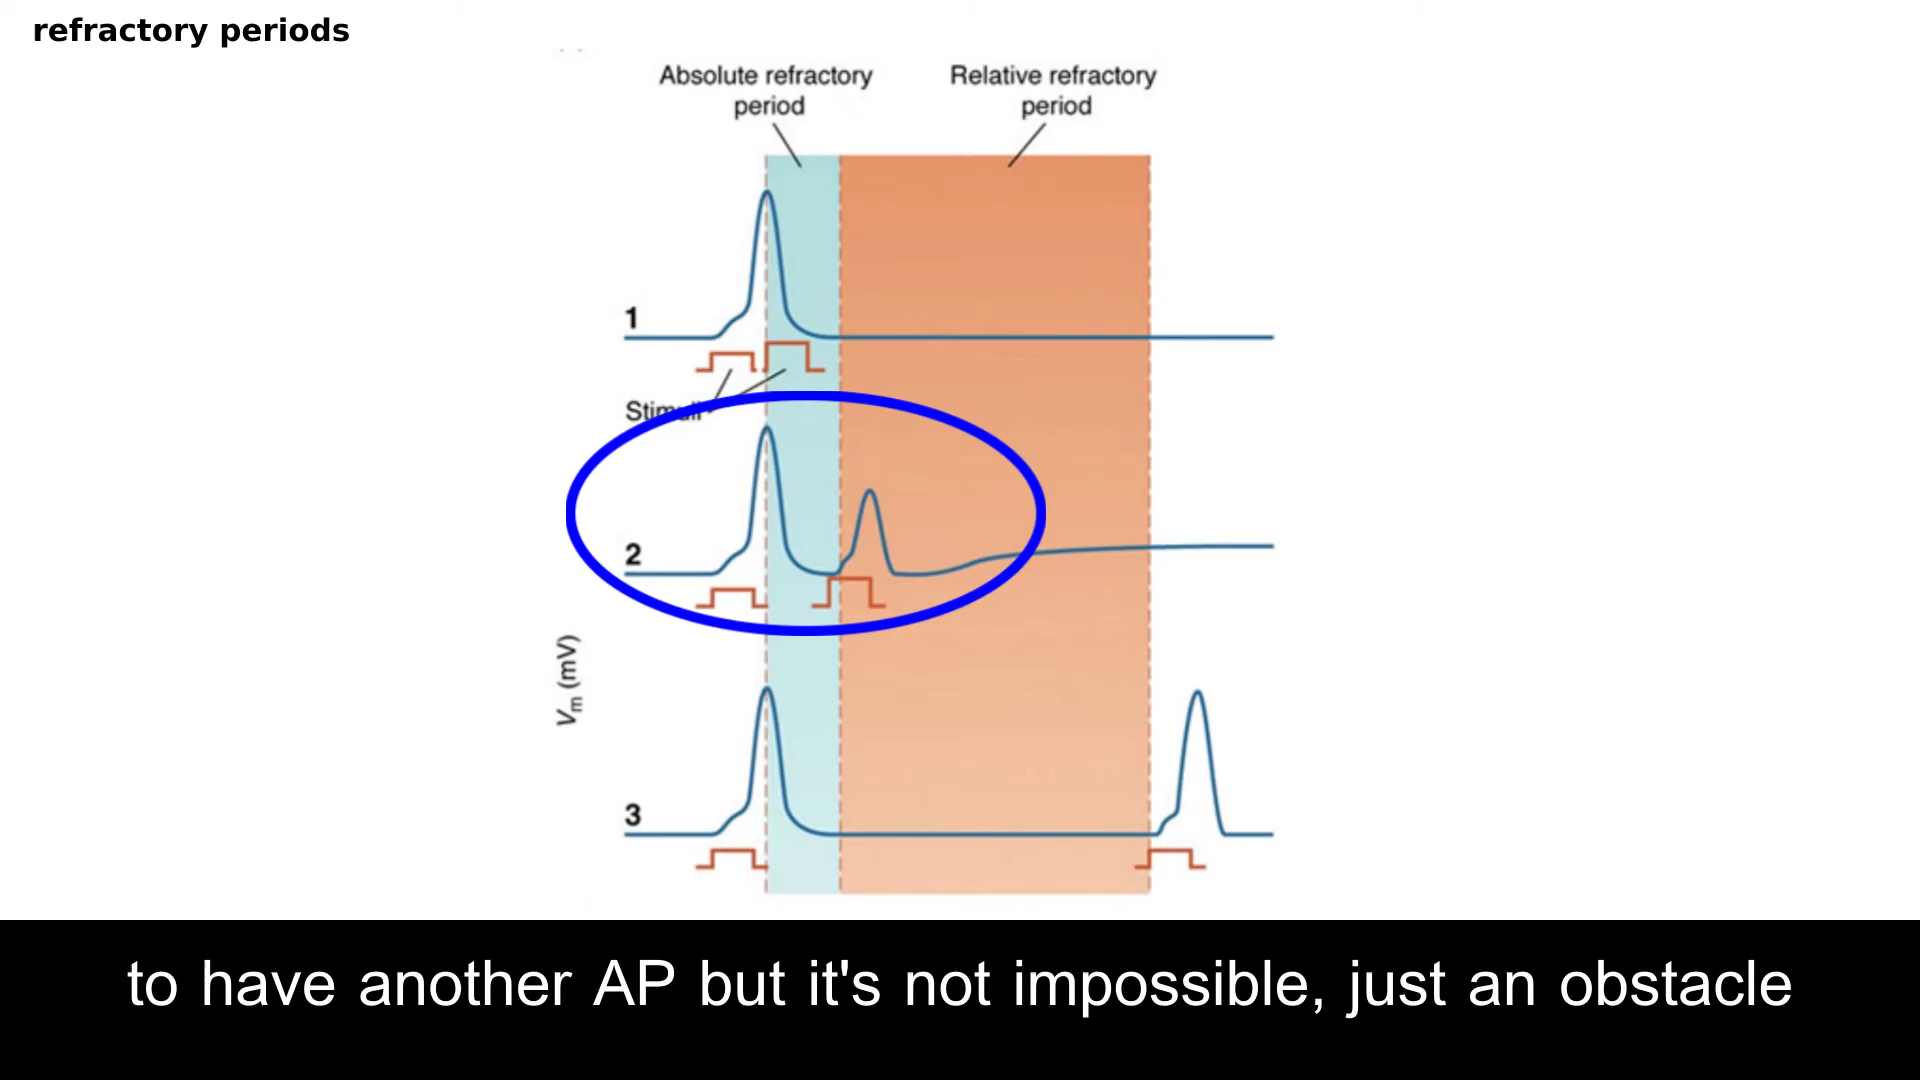 refractory periods
Absolute refractory
period
Relative refractory
period
1
Stimuli
2
Vm (mV)
3
to have another AP but it's not impossible, just an obstacle